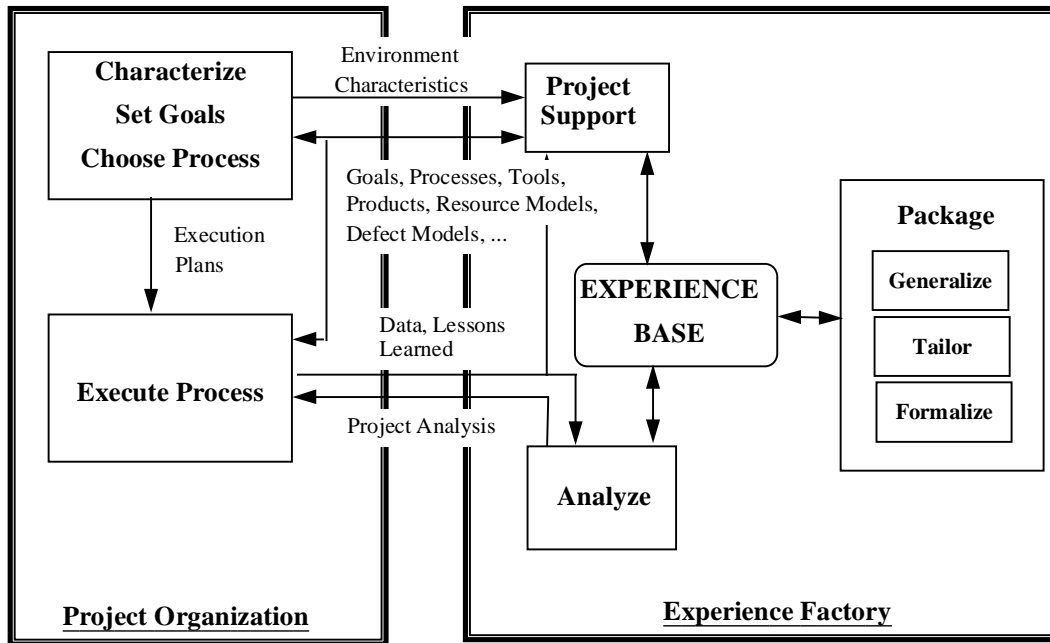 Characterize
Set Goals
Choose Process
Environment
Characteristics
Project
Support
Goals, Processes, Tools,
Products, Resource Models,
Defect Models, ...
Execution
Plans
Package
Generalize
Tailor
Formalize
EXPERIENCE
BASE
Data, Lessons
Learned
Execute Process
Project Analysis
Analyze
Project Organization
Experience Factory